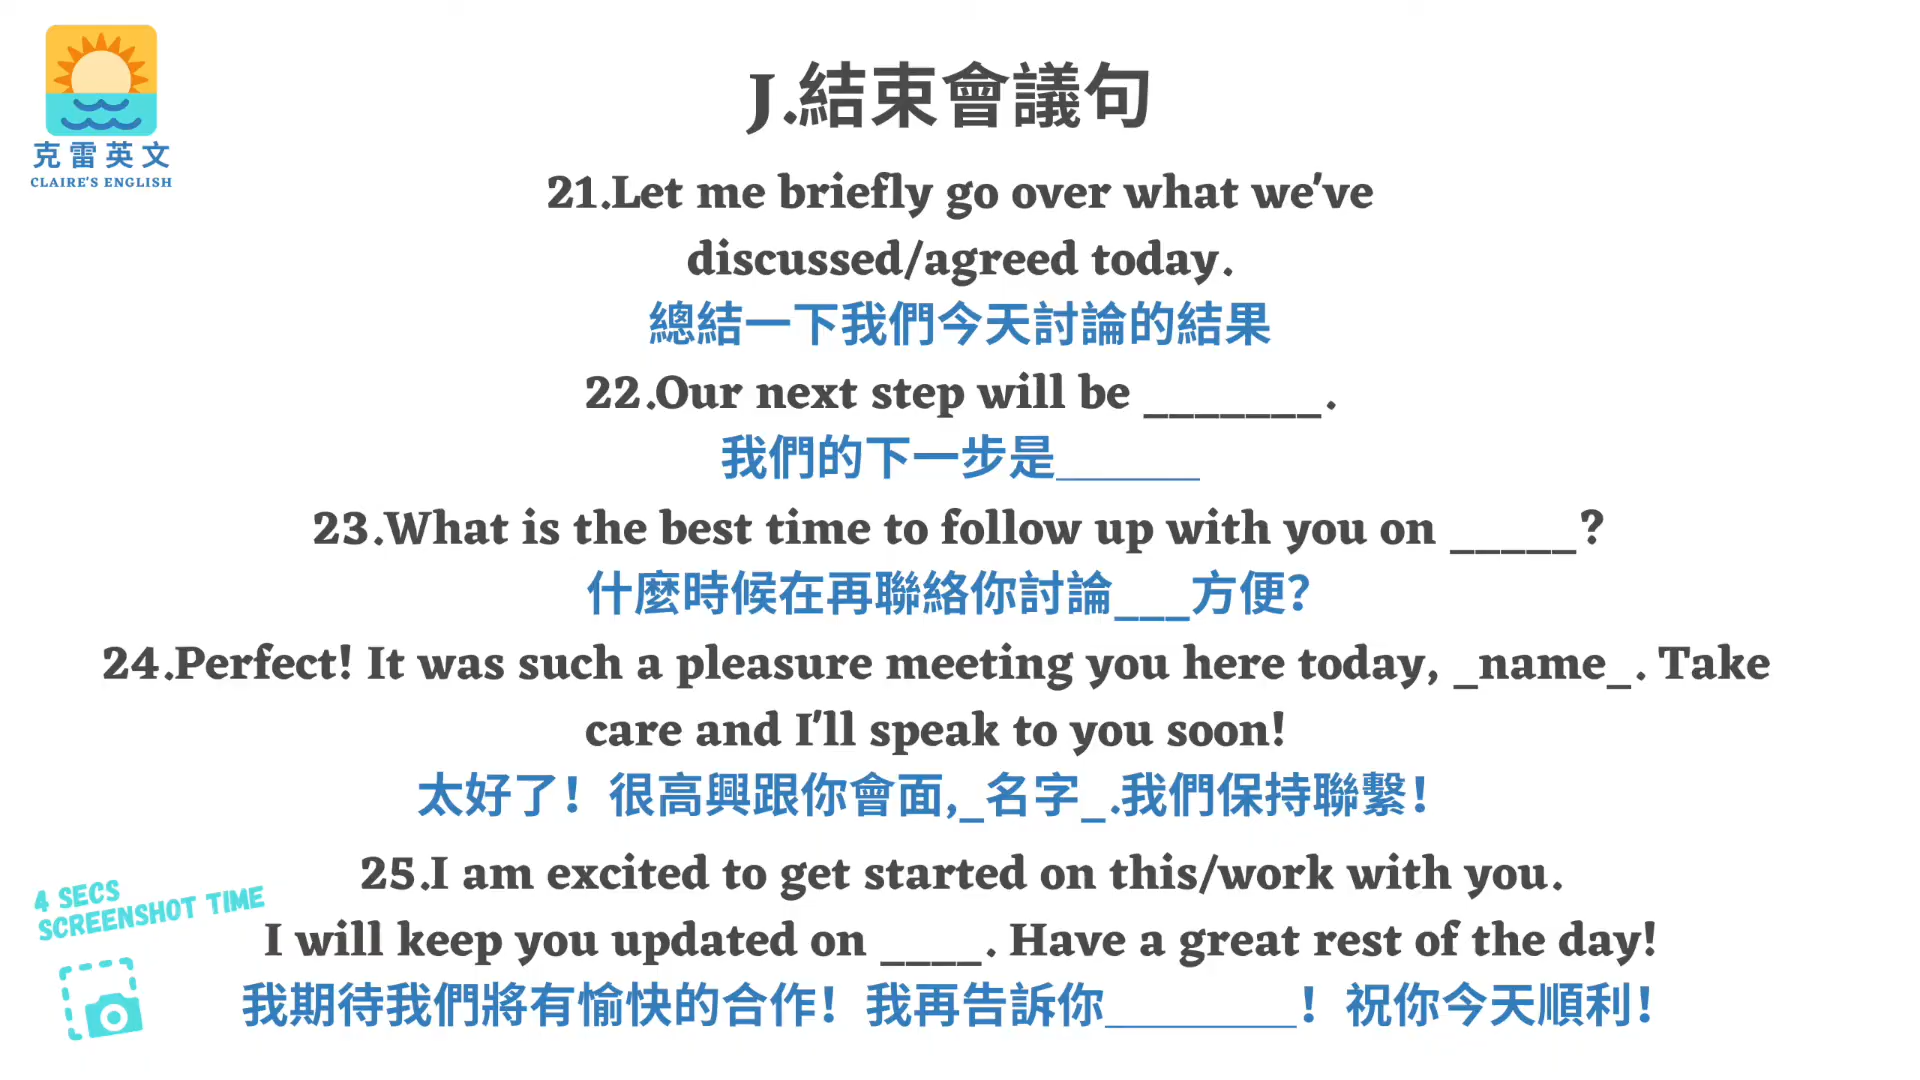 克雷英文
CLAIRE'S ENGLISH
J.結束會議句
21.Let me briefly go over what we've
discussed/agreed today.
總結一下我們今天討論的結果
22.Our next step will be _______.
我們的下一步是______
23.What is the best time to follow up with you on _____?
什麼時候在再聯絡你討論___方便?
24.Perfect! It was such a pleasure meeting you here today, _name_. Take
care and I'll speak to you soon!
太好了！很高興跟你會面,_名字_.我們保持聯繫！
25.I am excited to get started on this/work with you.
I will keep you updated on ____. Have a great rest of the day!
我期待我們將有愉快的合作！我再告訴你________！祝你今天順利！
4 SECS
SCREENSHOT TIME